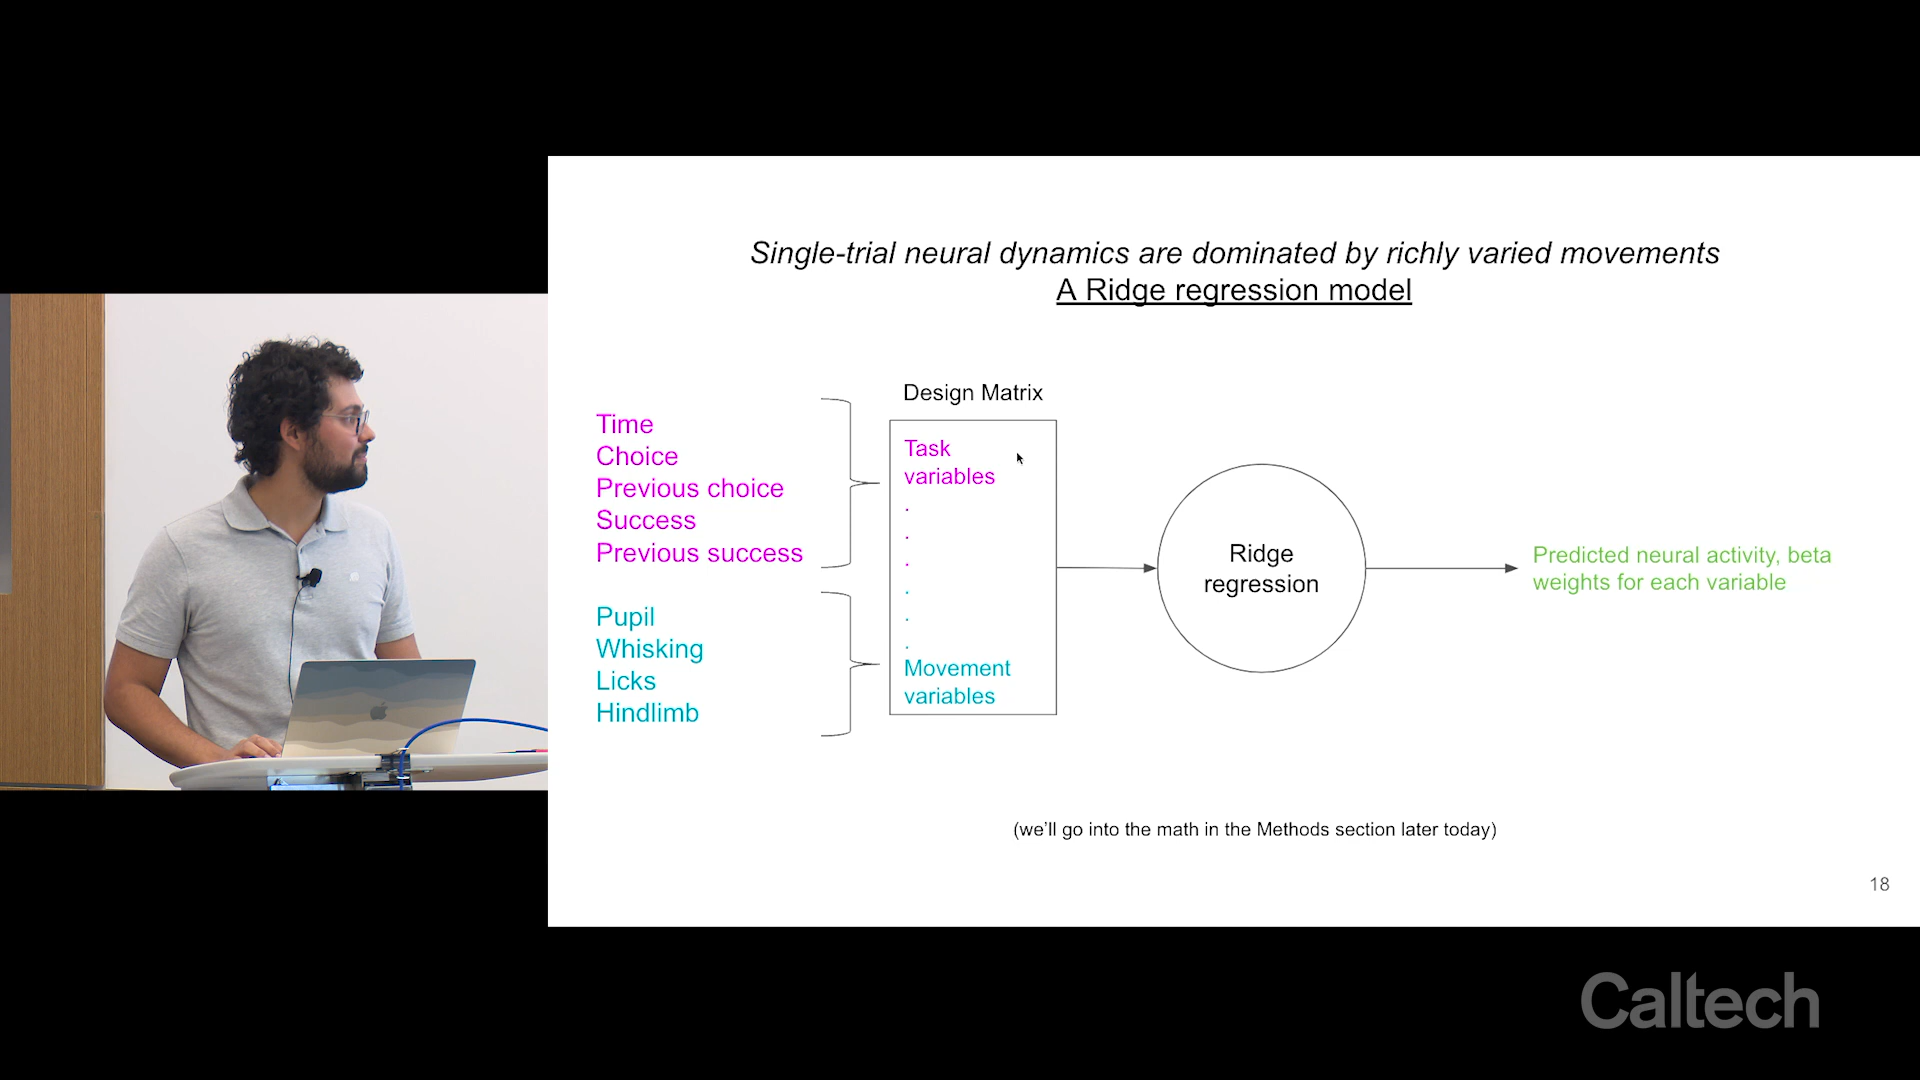 Single-trial neural dynamics are dominated by richly varied movements
A Ridge regression model
Design Matrix
Time
Choice
Previous choice
Success
Previous success
Pupil
Whisking
Licks
Hindlimb
Task
variables
.
.
.
.
.
.
Movement
variables
Ridge
regression
Predicted neural activity, beta
weights for each variable
(we'll go into the math in the Methods section later today)
18
Caltech